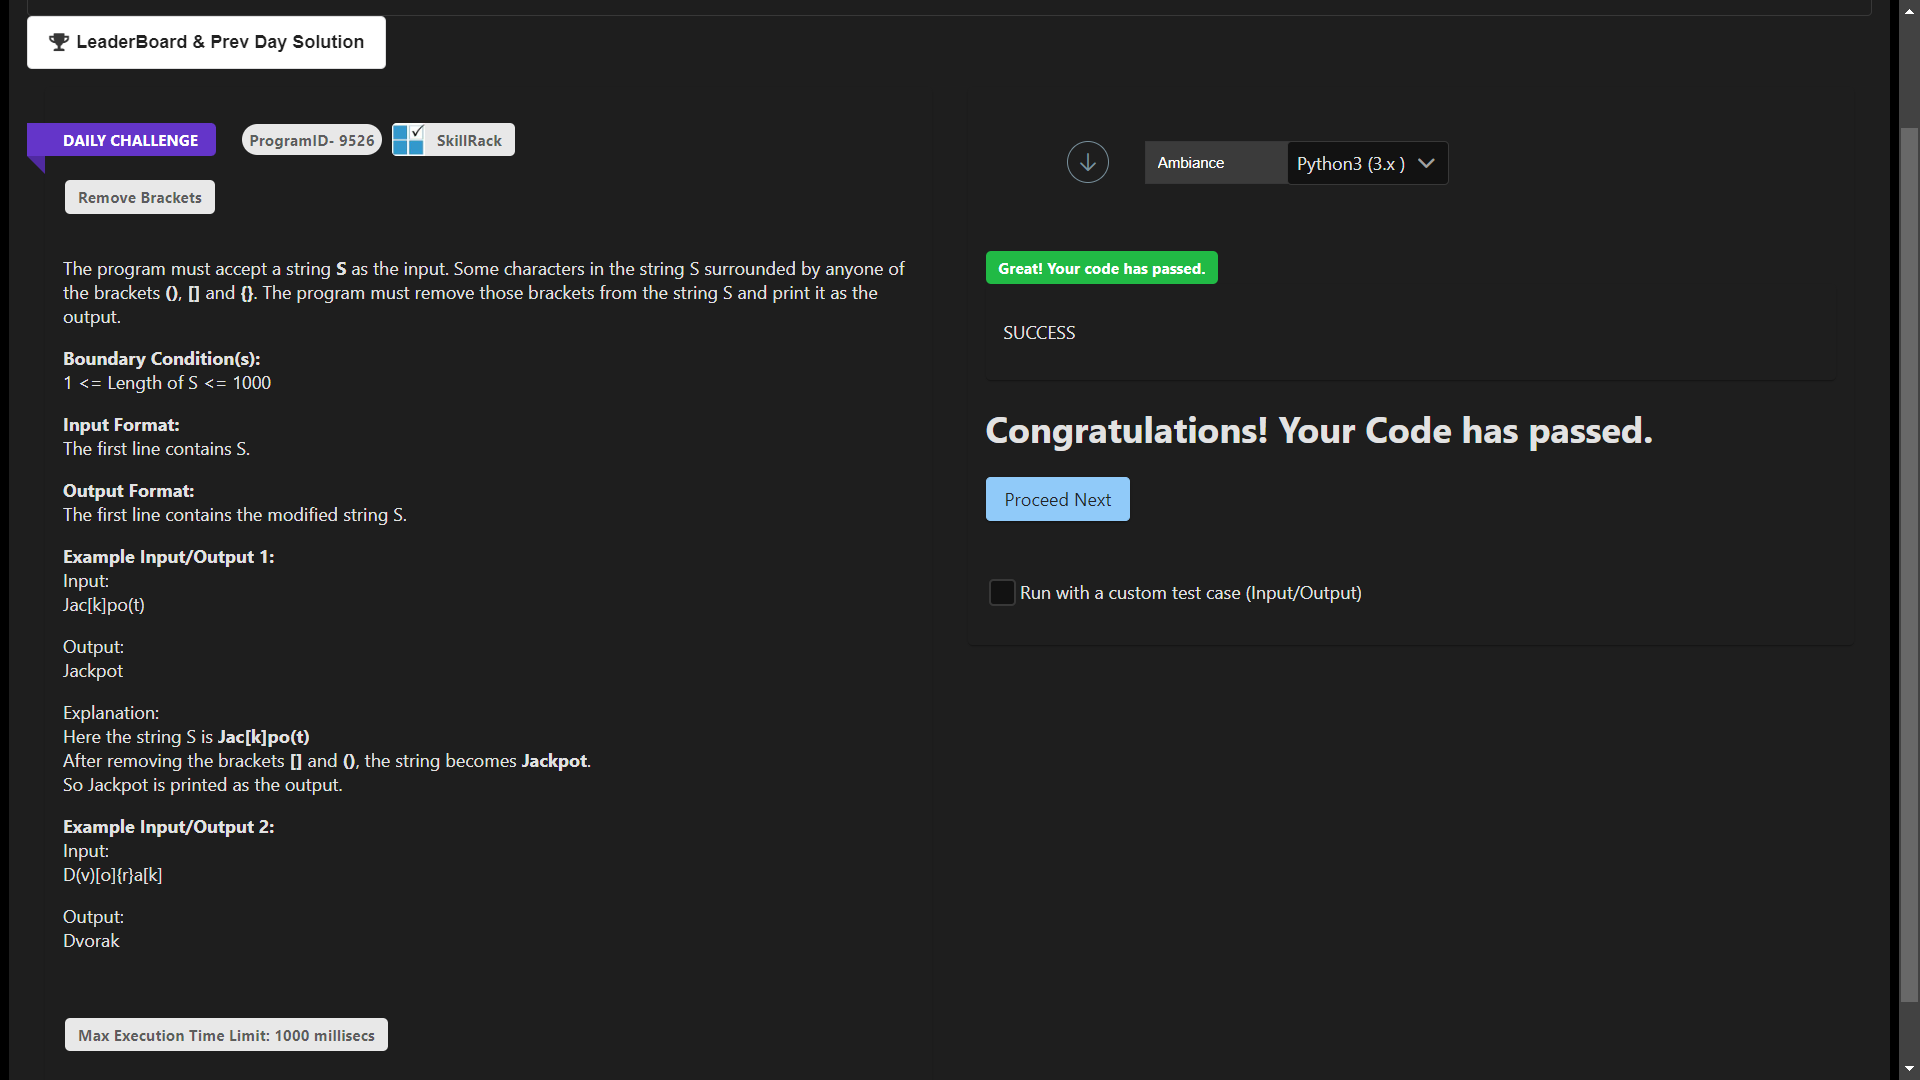 LeaderBoard & Prev Day Solution
DAILY CHALLENGE
ProgramID- 9526
SkillRack
Remove Brackets
The program must accept a string S as the input. Some characters in the string S surrounded by anyone of
the brackets (), [] and {}. The program must remove those brackets from the string S and print it as the
output.
Boundary Condition(s):
1 <= Length of S <= 1000
Input Format:
The first line contains S.
Output Format:
The first line contains the modified string S.
Example Input/Output 1:
Input:
Jac[k]po(t)
Output:
Jackpot
Explanation:
Here the string S is Jac[k]po(t)
After removing the brackets [] and (), the string becomes Jackpot.
So Jackpot is printed as the output.
Example Input/Output 2:
Input:
D(v)[o]{r}a[k]
Output:
Dvorak
Max Execution Time Limit: 1000 millisecs
Ambiance
Python3 (3.x )
Great! Your code has passed.
SUCCESS
Congratulations! Your Code has passed.
Proceed Next
Run with a custom test case (Input/Output)